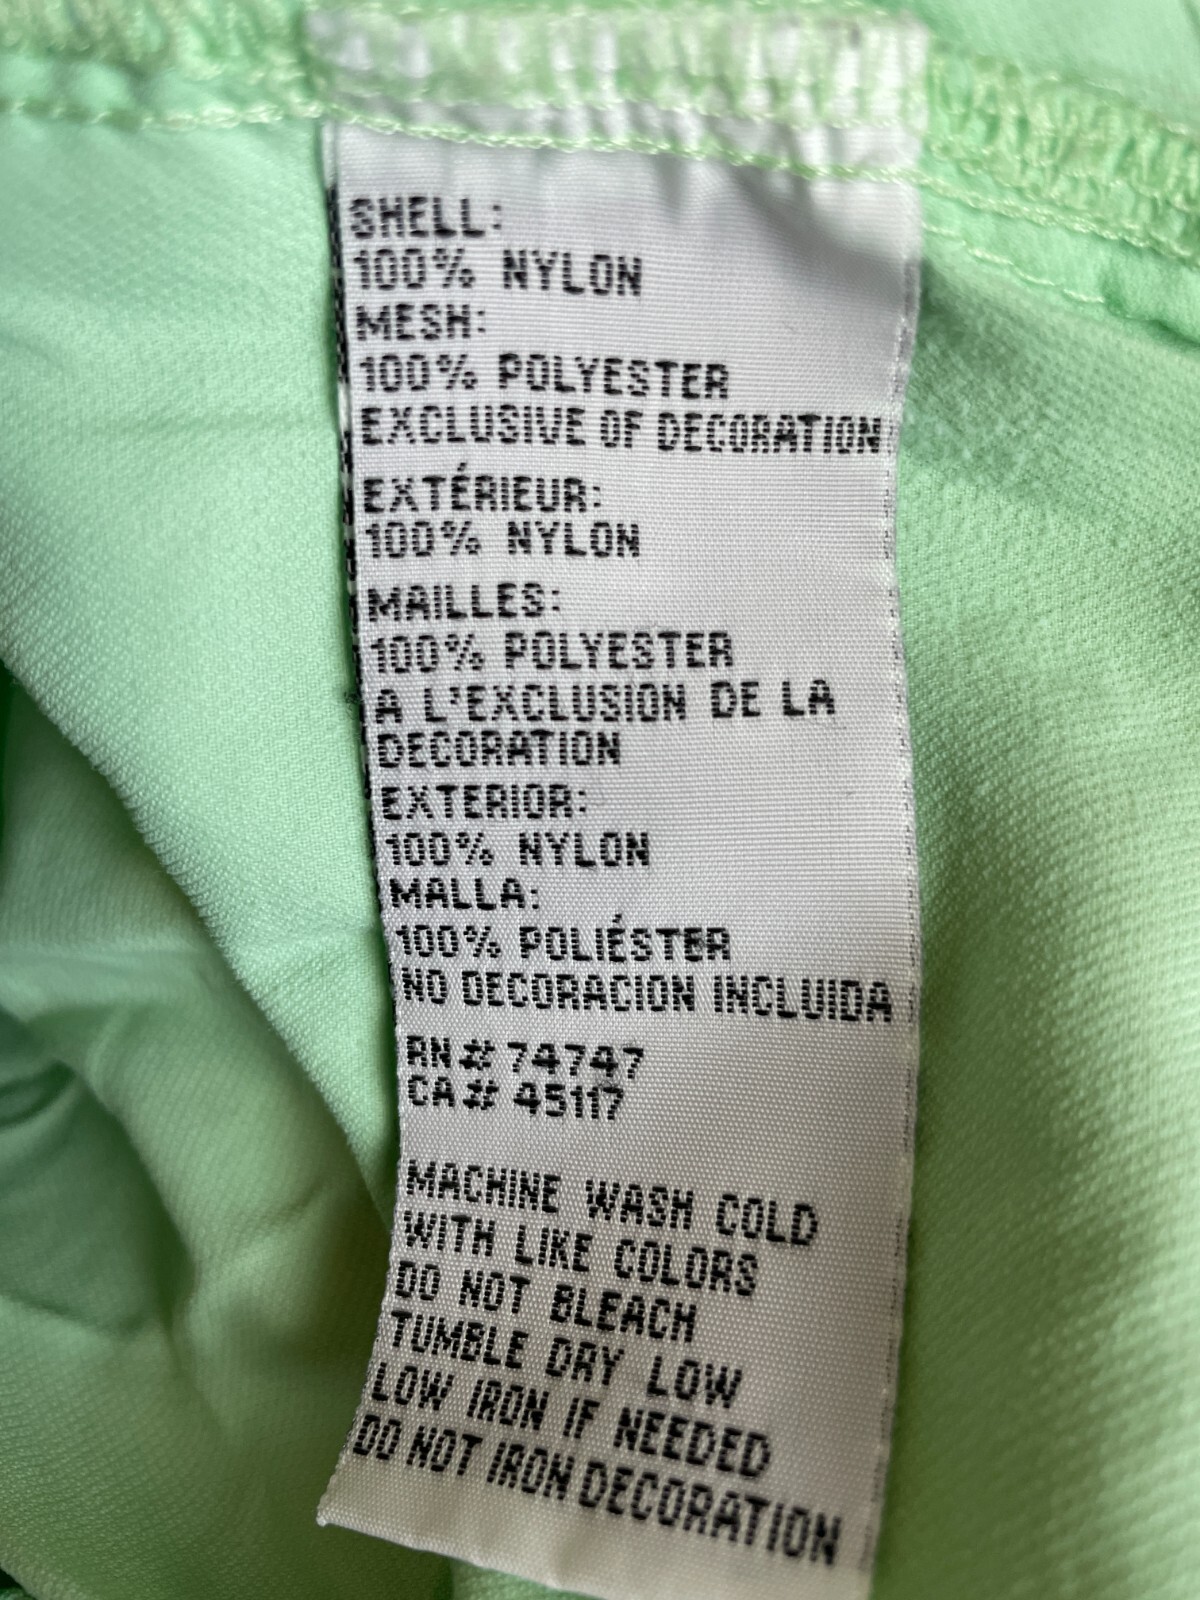 SHELL:
100% NYLON
MESH:
100% POLYESTER
EXCLUSIVE OF DECORATION
EXTÉRIEUR:
100% NYLON
MAILLES:
100% POLYESTER
A L'EXCLUSION DE LA
DECORATION
EXTERIOR:
100% NYLON
MALLA:
100% POLIÉSTER
NO DECORACION INCLUIDA
RN# 74747
CA# 45117
MACHINE WASH COLD
WITH LIKE COLORS
DO NOT BLEACH
TUMBLE DRY LOW
LOW IRON IF NEEDED
DO NOT IRON DECORATION